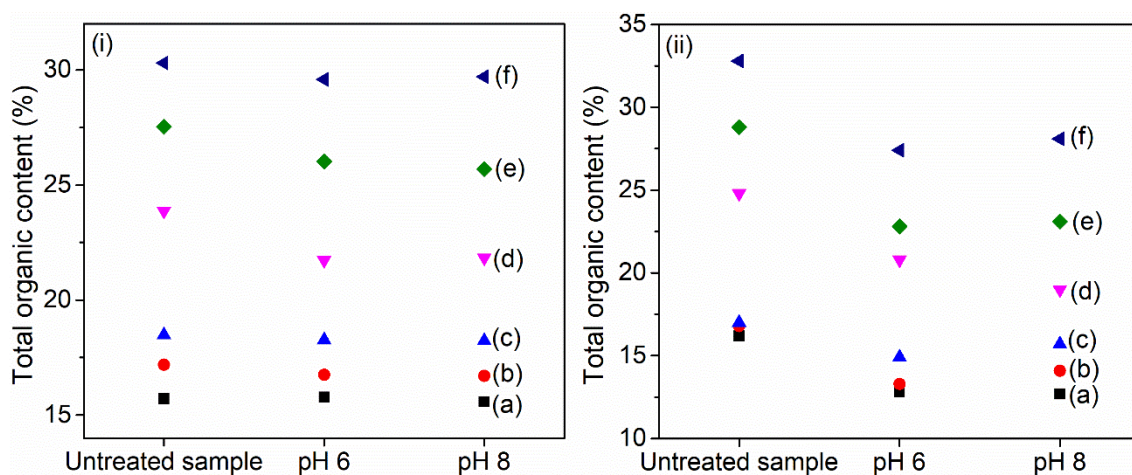 (i)
Total organic content (%)
30
25
20
15
(f)
(e)
(d)
(c)
(b)
(a)
Untreated sample pH 6 pH 8
(ii)
Total organic content (%)
35
30
25
20
15
10
(f)
(e)
(d)
(c)
(b)
(a)
Untreated sample pH 6 pH 8